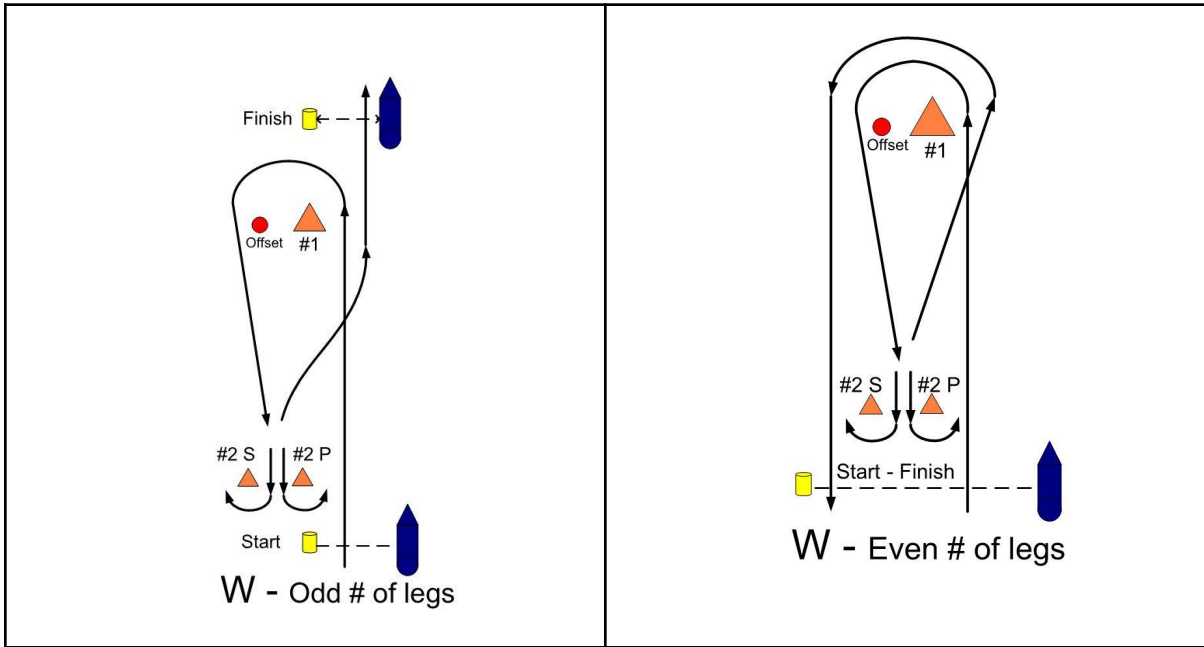 Finish
Offset
#1
#2 S
#2 P
Start
W - Odd # of legs
Offset
#1
#2 S
#2 P
Start - Finish
W - Even # of legs